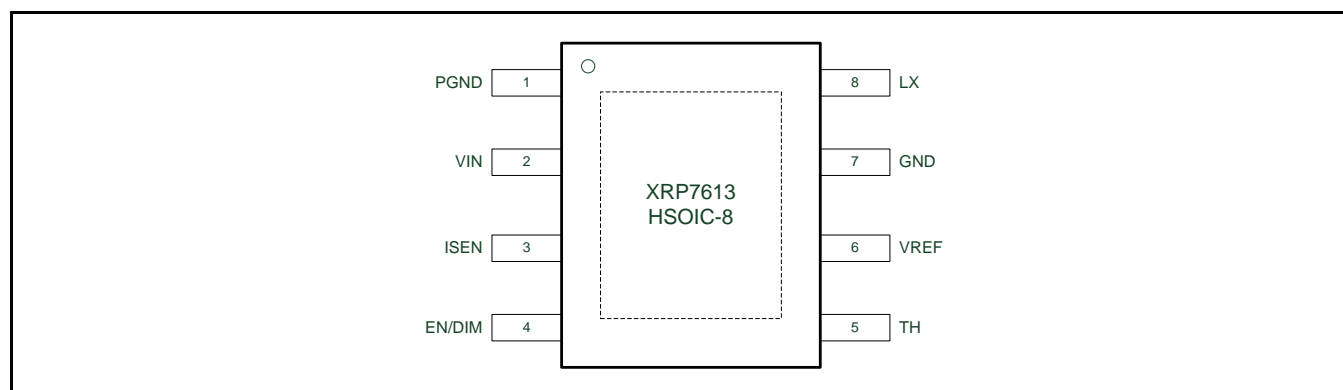 PGND 1
VIN 2
ISEN 3
EN/DIM 4
XRP7613
HSOIC-8
8 LX
7 GND
6 VREF
5 TH